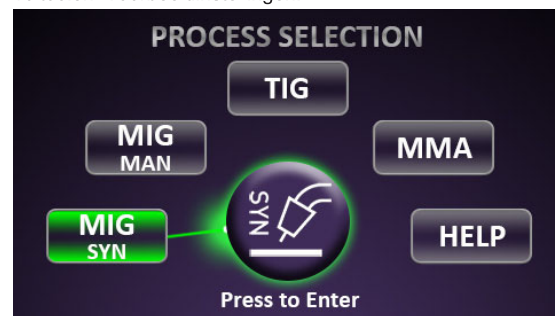 PROCESS SELECTION
TIG
MIG
MAN
MMA
MIG
SYN
SYN
HELP
Press to Enter